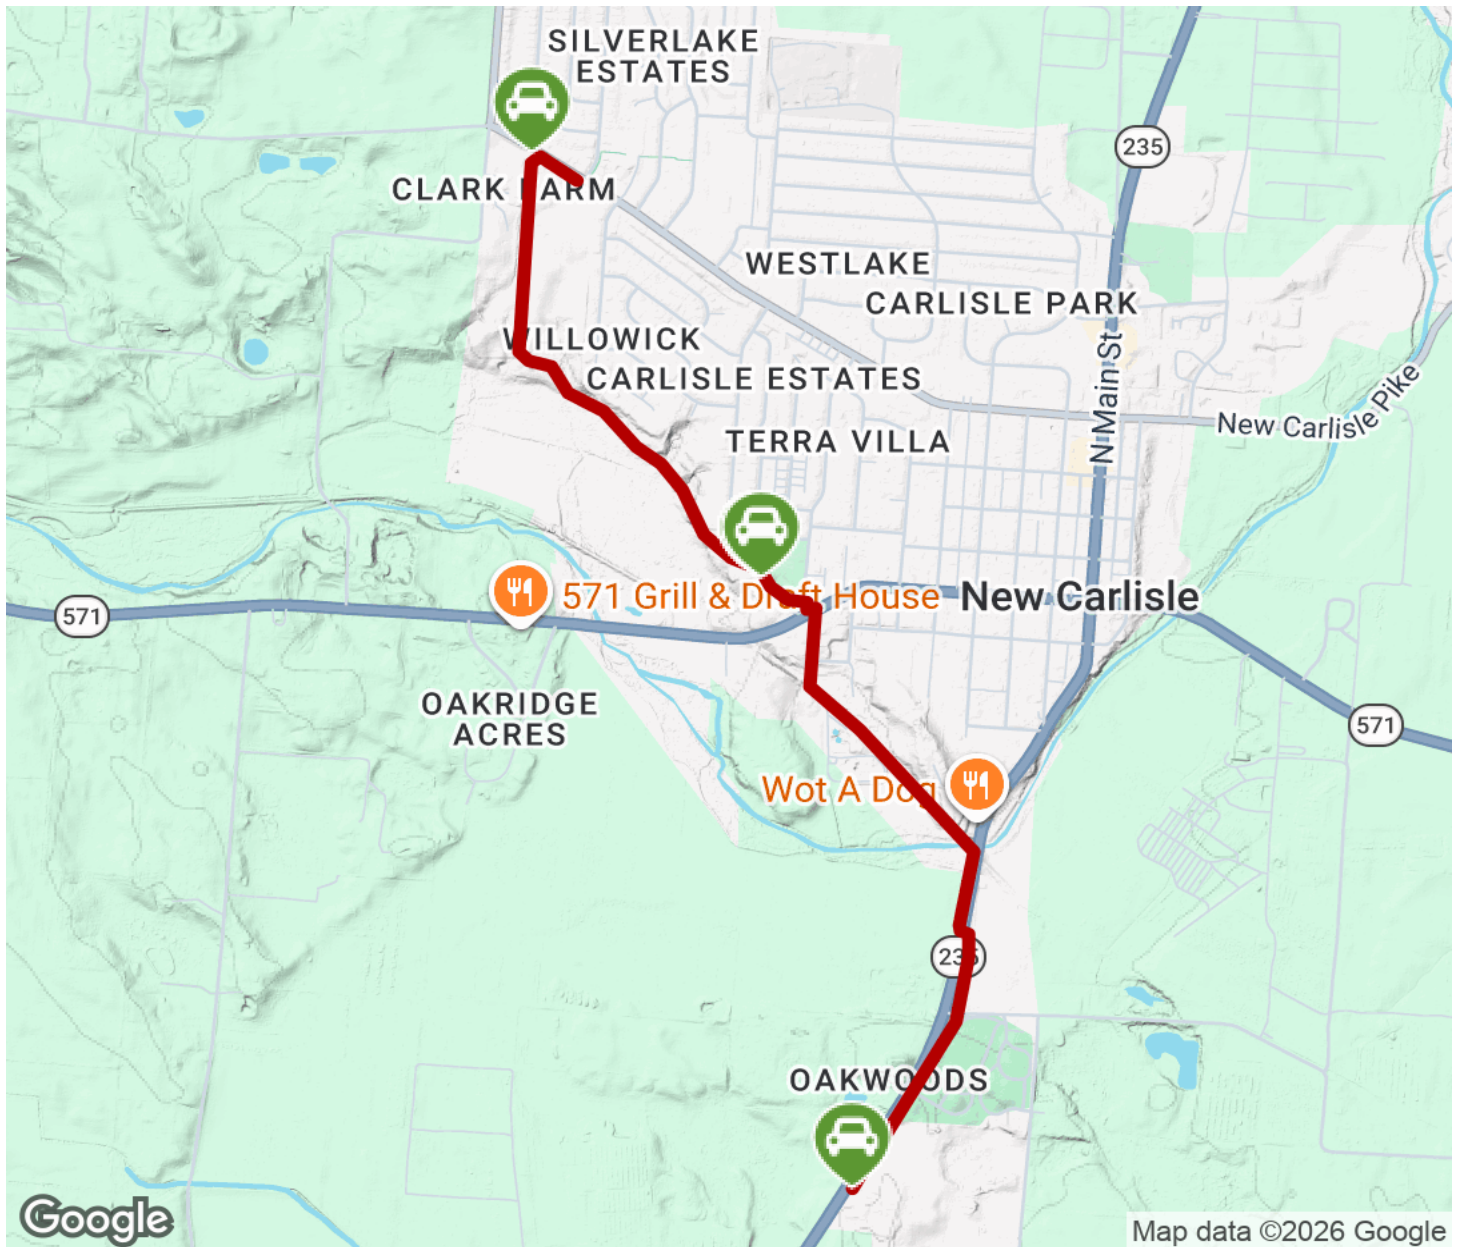 SILVERLAKE
ESTATES
235
CLARK FARM
WESTLAKE
CARLISLE PARK
WILLOWICK
N Main St
CARLISLE ESTATES
New Carlisle Pike
TERRA VILLA
571 Grill & Draft House
New Carlisle
571
OAKRIDGE
ACRES
571
Wot A Dog
235
OAKWOODS
Google
Map data ©2026 Google